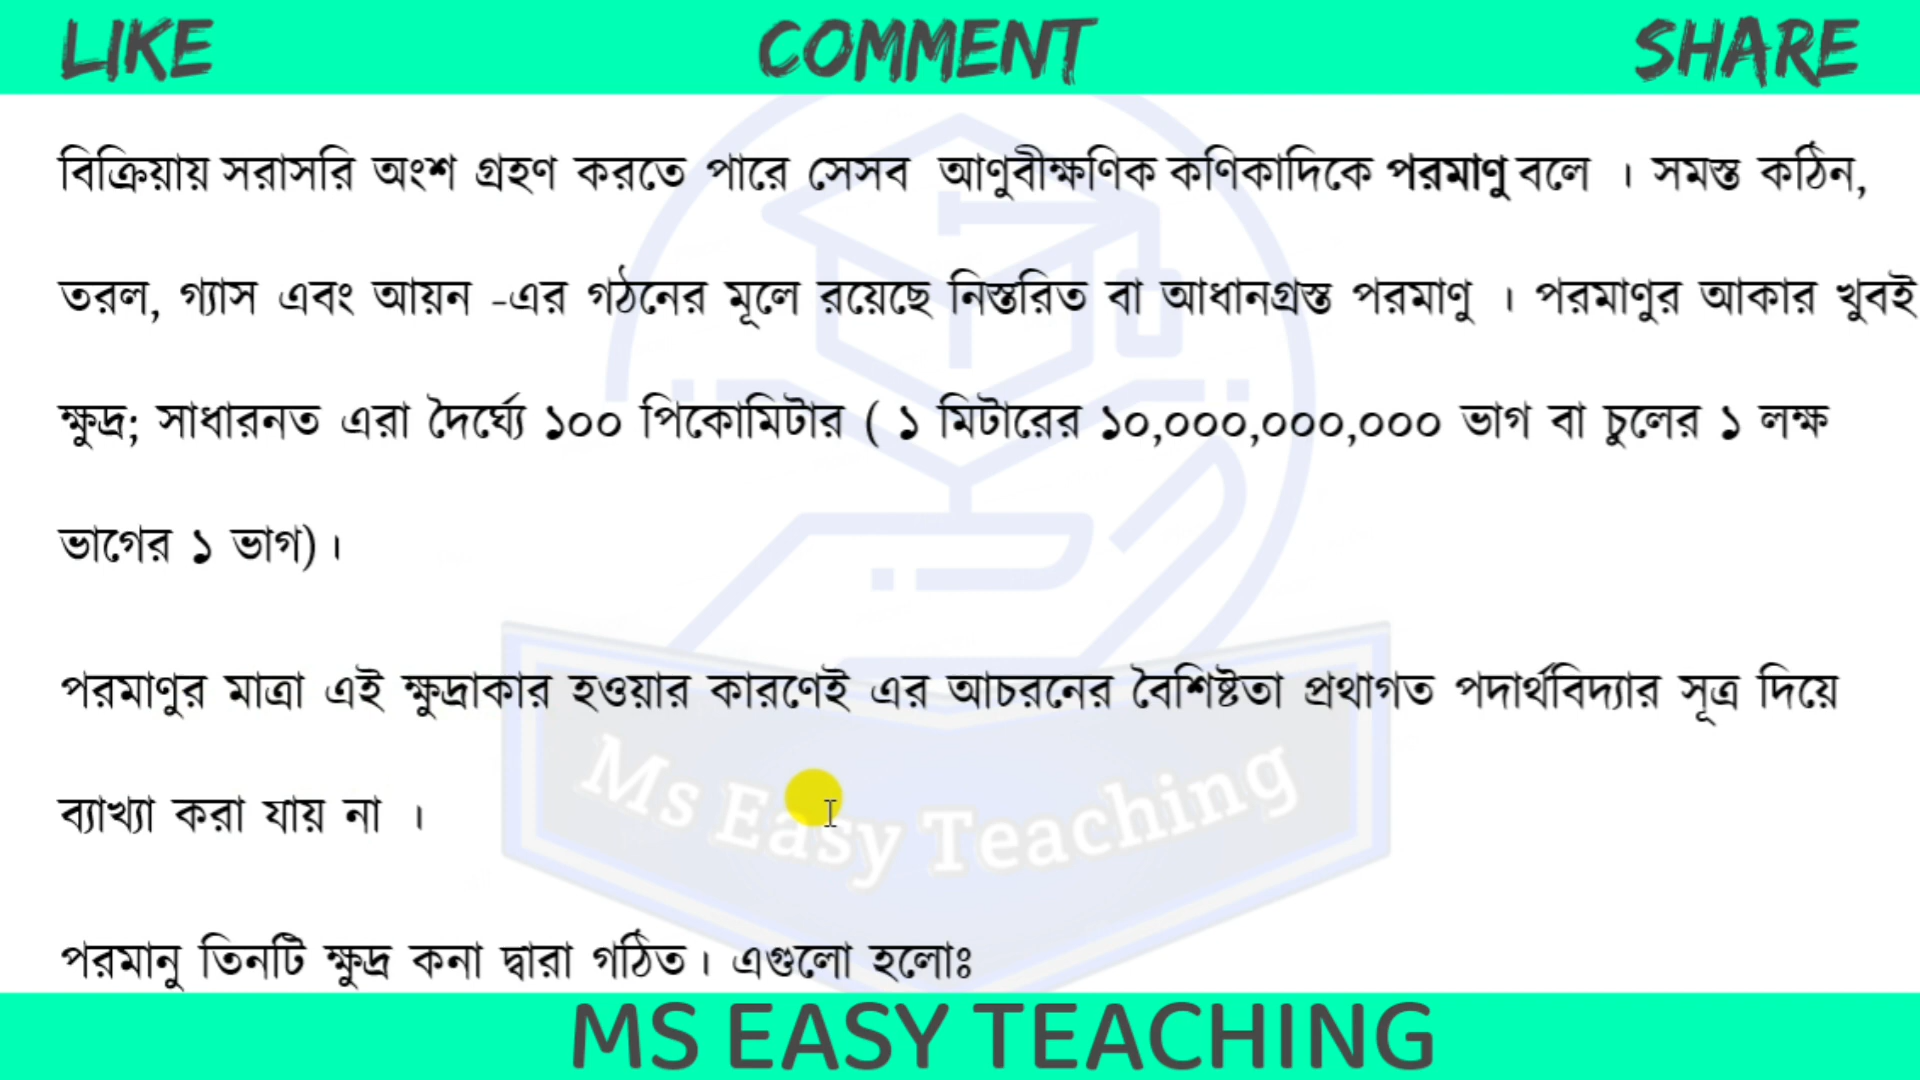 LIKE COMMENT SHARE
বিক্রিয়ায় সরাসরি অংশ গ্রহণ করতে পারে সেসব আণুবীক্ষণিক কণিকাদিকে পরমাণু বলে । সমস্ত কঠিন,
তরল, গ্যাস এবং আয়ন -এর গঠনের মূলে রয়েছে নিস্তরিত বা আধানগ্রস্ত পরমাণু । পরমাণুর আকার খুবই
ক্ষুদ্র; সাধারনত এরা দৈর্ঘ্যে ১০০ পিকোমিটার ( ১ মিটারের ১০,০০০,০০০,০০০ ভাগ বা চুলের ১ লক্ষ
ভাগের ১ ভাগ)।
পরমাণুর মাত্রা এই ক্ষুদ্রাকার হওয়ার কারণেই এর আচরনের বৈশিষ্টতা প্রথাগত পদার্থবিদ্যার সূত্র দিয়ে
ব্যাখ্যা করা যায় না ।
Ms Easy Teaching
পরমানু তিনটি ক্ষুদ্র কনা দ্বারা গঠিত। এগুলো হলোঃ
MS EASY TEACHING